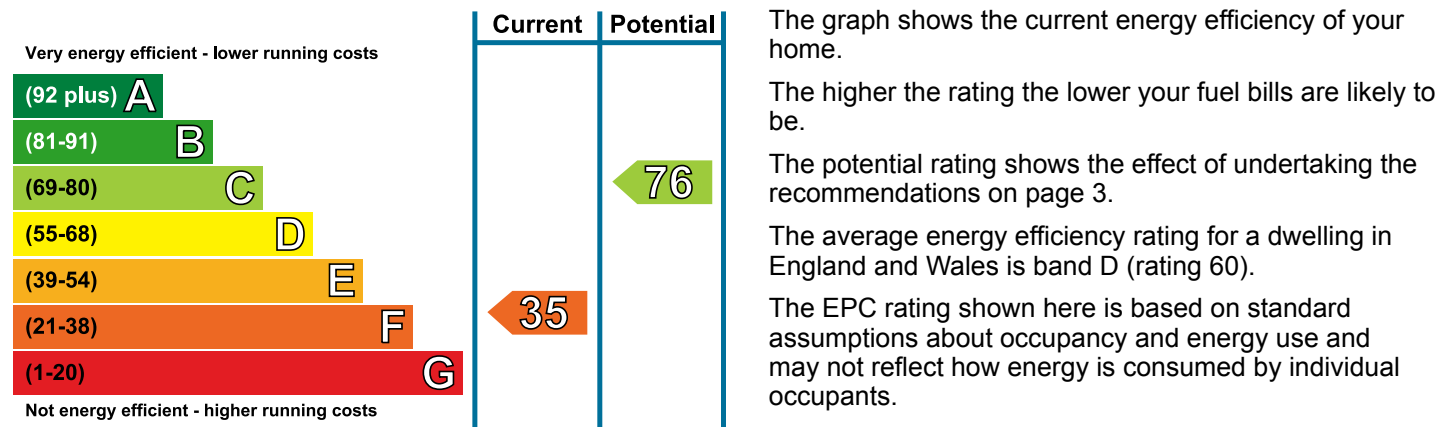 Current Potential
Very energy efficient - lower running costs
(92 plus) A
(81-91) B
(69-80) C
76
(55-68) D
(39-54) E
(21-38) F
35
(1-20) G
Not energy efficient - higher running costs
The graph shows the current energy efficiency of your
home.
The higher the rating the lower your fuel bills are likely to
be.
The potential rating shows the effect of undertaking the
recommendations on page 3.
The average energy efficiency rating for a dwelling in
England and Wales is band D (rating 60).
The EPC rating shown here is based on standard
assumptions about occupancy and energy use and
may not reflect how energy is consumed by individual
occupants.